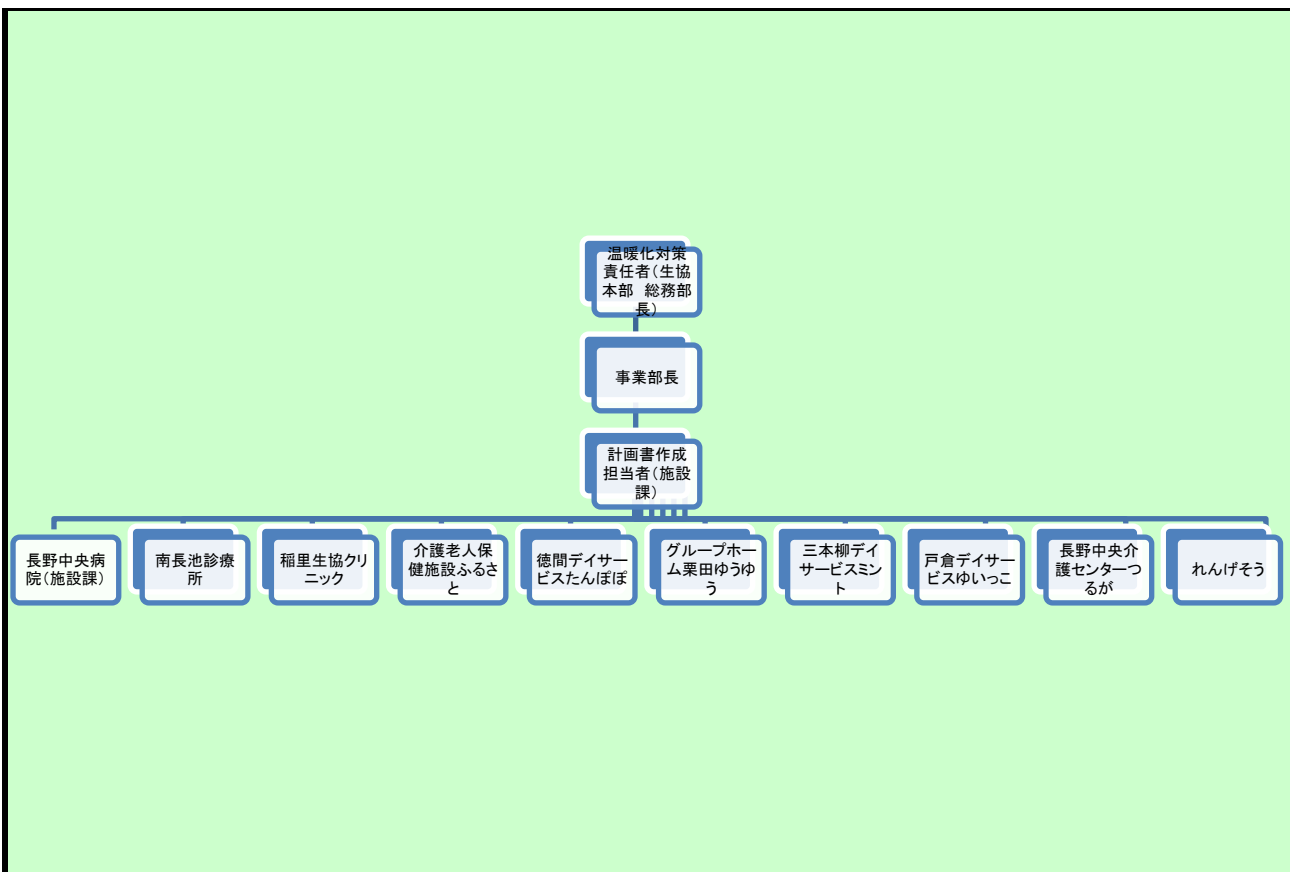 温暖化対策
責任者(生協
本部　総務部
長)
事業部長
計画書作成
担当者(施設
課)
長野中央病
院(施設課)
南長池診療
所
稲里生協クリ
ニック
介護老人保
健施設ふるさ
と
徳間デイサー
ビスたんぽぽ
グループホー
ム栗田ゆうゆ
う
三本柳デイ
サービスミン
ト
戸倉デイサー
ビスゆいっこ
長野中央介
護センターつ
るが
れんげそう